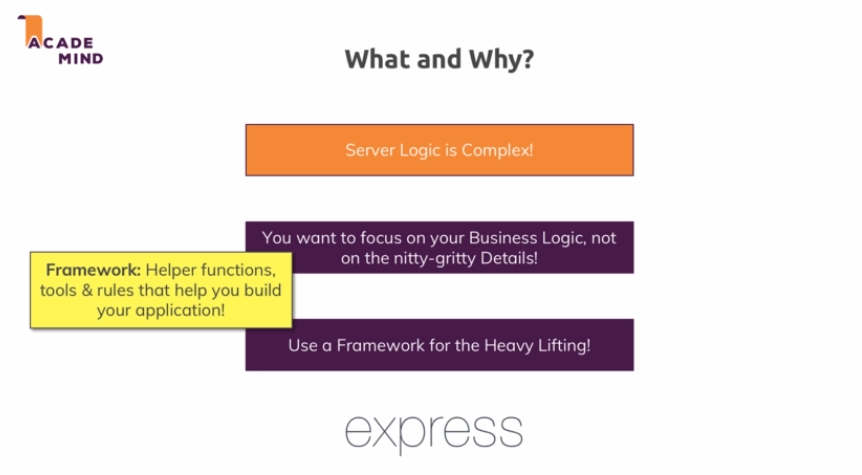 ACADE
MIND
What and Why?
Server Logic is Complex!
You want to focus on your Business Logic, not
on the nitty-gritty Details!
Framework: Helper functions,
tools & rules that help you build
your application!
Use a Framework for the Heavy Lifting!
express